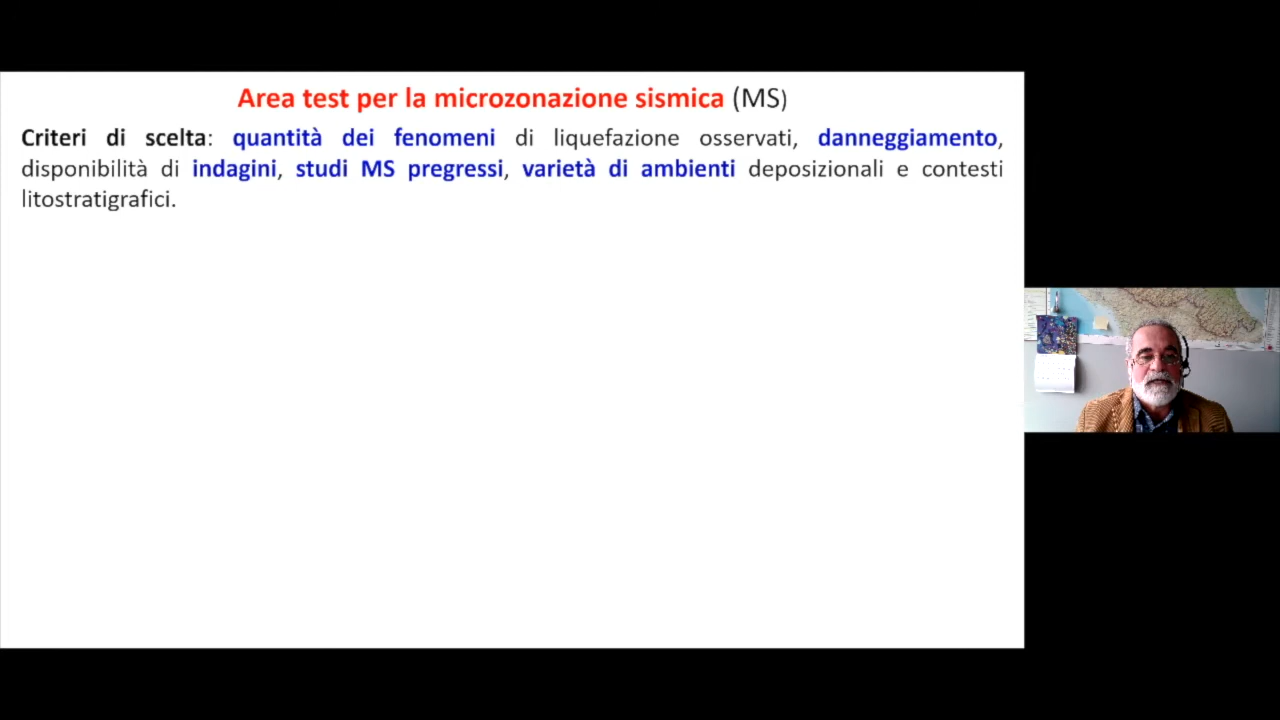 Area test per la microzonazione sismica (MS)
Criteri di scelta: quantità dei fenomeni di liquefazione osservati, danneggiamento,
disponibilità di indagini, studi MS pregressi, varietà di ambienti deposizionali e contesti
litostratigrafici.